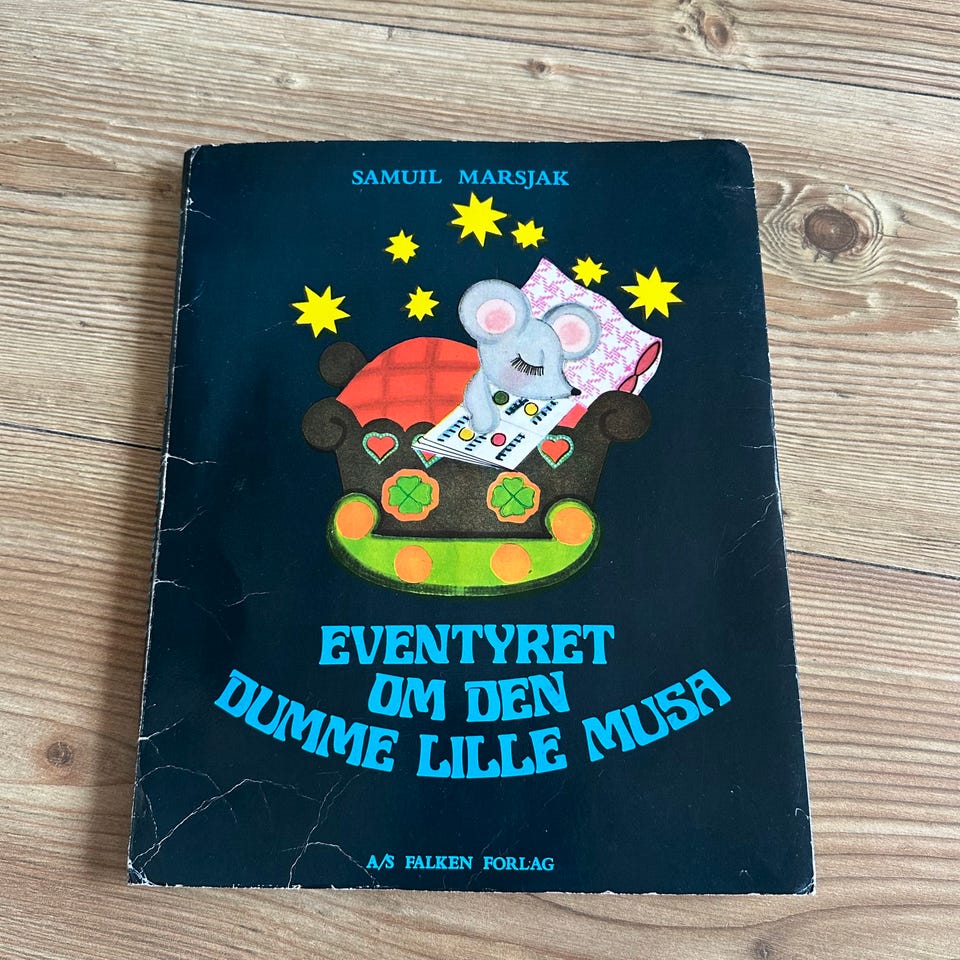 SAMUIL MARSJAK
EVENTYRET
OM DEN
DUMME LILLE MUSA
A/S FALKEN FORLAG